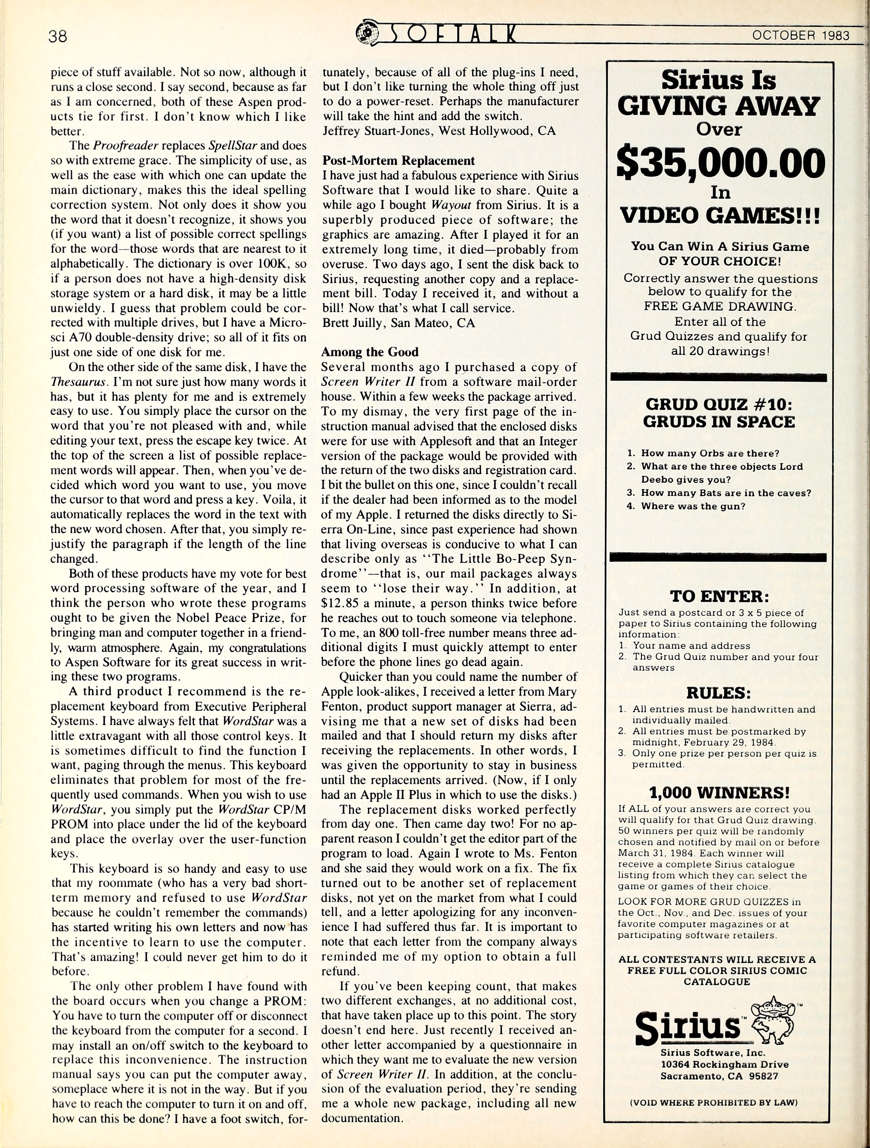 38
SOFTALK
OCTOBER 1983
piece of stuff available. Not so now, although it
runs a close second. I say second, because as far
as I am concerned, both of these Aspen prod-
ucts tie for first. I don't know which I like
better.
The Proofreader replaces SpellStar and does
so with extreme grace. The simplicity of use, as
well as the ease with which one can update the
main dictionary, makes this the ideal spelling
correction system. Not only does it show you
the word that it doesn't recognize, it shows you
(if you want) a list of possible correct spellings
for the word—those words that are nearest to it
alphabetically. The dictionary is over 100K, so
if a person does not have a high-density disk
storage system or a hard disk, it may be a little
unwieldy. I guess that problem could be cor-
rected with multiple drives, but I have a Micro-
sci A70 double-density drive; so all of it fits on
just one side of one disk for me.
On the other side of the same disk, I have the
Thesaurus. I'm not sure just how many words it
has, but it has plenty for me and is extremely
easy to use. You simply place the cursor on the
word that you're not pleased with and, while
editing your text, press the escape key twice. At
the top of the screen a list of possible replace-
ment words will appear. Then, when you've de-
cided which word you want to use, you move
the cursor to that word and press a key. Voila, it
automatically replaces the word in the text with
the new word chosen. After that, you simply re-
justify the paragraph if the length of the line
changed.
Both of these products have my vote for best
word processing software of the year, and I
think the person who wrote these programs
ought to be given the Nobel Peace Prize, for
bringing man and computer together in a friend-
ly, warm atmosphere. Again, my congratulations
to Aspen Software for its great success in writ-
ing these two programs.
A third product I recommend is the re-
placement keyboard from Executive Peripheral
Systems. I have always felt that WordStar was a
little extravagant with all those control keys. It
is sometimes difficult to find the function I
want, paging through the menus. This keyboard
eliminates that problem for most of the fre-
quently used commands. When you wish to use
WordStar, you simply put the WordStar CP/M
PROM into place under the lid of the keyboard
and place the overlay over the user-function
keys.
This keyboard is so handy and easy to use
that my roommate (who has a very bad short-
term memory and refused to use WordStar
because he couldn't remember the commands)
has started writing his own letters and now has
the incentive to learn to use the computer.
That's amazing! I could never get him to do it
before.
The only other problem I have found with
the board occurs when you change a PROM:
You have to turn the computer off or disconnect
the keyboard from the computer for a second. I
may install an on/off switch to the keyboard to
replace this inconvenience. The instruction
manual says you can put the computer away,
someplace where it is not in the way. But if you
have to reach the computer to turn it on and off,
how can this be done? I have a foot switch, for-
tunately, because of all of the plug-ins I need,
but I don't like turning the whole thing off just
to do a power-reset. Perhaps the manufacturer
will take the hint and add the switch.
Jeffrey Stuart-Jones, West Hollywood, CA
Post-Mortem Replacement
I have just had a fabulous experience with Sirius
Software that I would like to share. Quite a
while ago I bought Wayout from Sirius. It is a
superbly produced piece of software; the
graphics are amazing. After I played it for an
extremely long time, it died—probably from
overuse. Two days ago, I sent the disk back to
Sirius, requesting another copy and a replace-
ment bill. Today I received it, and without a
bill! Now that's what I call service.
Brett Juilly, San Mateo, CA
Among the Good
Several months ago I purchased a copy of
Screen Writer II from a software mail-order
house. Within a few weeks the package arrived.
To my dismay, the very first page of the in-
struction manual advised that the enclosed disks
were for use with Applesoft and that an Integer
version of the package would be provided with
the return of the two disks and registration card.
I bit the bullet on this one, since I couldn't recall
if the dealer had been informed as to the model
of my Apple. I returned the disks directly to Si-
erra On-Line, since past experience had shown
that living overseas is conducive to what I can
describe only as "The Little Bo-Peep Syn-
drome"—that is, our mail packages always
seem to "lose their way." In addition, at
$12.85 a minute, a person thinks twice before
he reaches out to touch someone via telephone.
To me, an 800 toll-free number means three ad-
ditional digits I must quickly attempt to enter
before the phone lines go dead again.
Quicker than you could name the number of
Apple look-alikes, I received a letter from Mary
Fenton, product support manager at Sierra, ad-
vising me that a new set of disks had been
mailed and that I should return my disks after
receiving the replacements. In other words, I
was given the opportunity to stay in business
until the replacements arrived. (Now, if I only
had an Apple II Plus in which to use the disks.)
The replacement disks worked perfectly
from day one. Then came day two! For no ap-
parent reason I couldn't get the editor part of the
program to load. Again I wrote to Ms. Fenton
and she said they would work on a fix. The fix
turned out to be another set of replacement
disks, not yet on the market from what I could
tell, and a letter apologizing for any inconven-
ience I had suffered thus far. It is important to
note that each letter from the company always
reminded me of my option to obtain a full
refund.
If you've been keeping count, that makes
two different exchanges, at no additional cost,
that have taken place up to this point. The story
doesn't end here. Just recently I received an-
other letter accompanied by a questionnaire in
which they want me to evaluate the new version
of Screen Writer II. In addition, at the conclu-
sion of the evaluation period, they're sending
me a whole new package, including all new
documentation.
Sirius Is
GIVING AWAY
Over
$35,000.00
In
VIDEO GAMES!!!
You Can Win A Sirius Game
OF YOUR CHOICE!
Correctly answer the questions
below to qualify for the
FREE GAME DRAWING.
Enter all of the
Grud Quizzes and qualify for
all 20 drawings!
GRUD QUIZ #10:
GRUDS IN SPACE
1. How many Orbs are there?
2. What are the three objects Lord
Deebo gives you?
3. How many Bats are in the caves?
4. Where was the gun?
TO ENTER:
Just send a postcard or 3 x 5 piece of
paper to Sirius containing the following
information:
1. Your name and address
2. The Grud Quiz number and your four
answers
RULES:
1. All entries must be handwritten and
individually mailed.
2. All entries must be postmarked by
midnight, February 29, 1984.
3. Only one prize per person per quiz is
permitted.
1,000 WINNERS!
If ALL of your answers are correct you
will qualify for that Grud Quiz drawing.
50 winners per quiz will be randomly
chosen and notified by mail on or before
March 31, 1984. Each winner will
receive a complete Sirius catalogue
listing from which they can select the
game or games of their choice.
LOOK FOR MORE GRUD QUIZZES in
the Oct., Nov., and Dec. issues of your
favorite computer magazines or at
participating software retailers.
ALL CONTESTANTS WILL RECEIVE A
FREE FULL COLOR SIRIUS COMIC
CATALOGUE
Sirius™
™
Sirius Software, Inc.
10364 Rockingham Drive
Sacramento, CA 95827
(VOID WHERE PROHIBITED BY LAW)